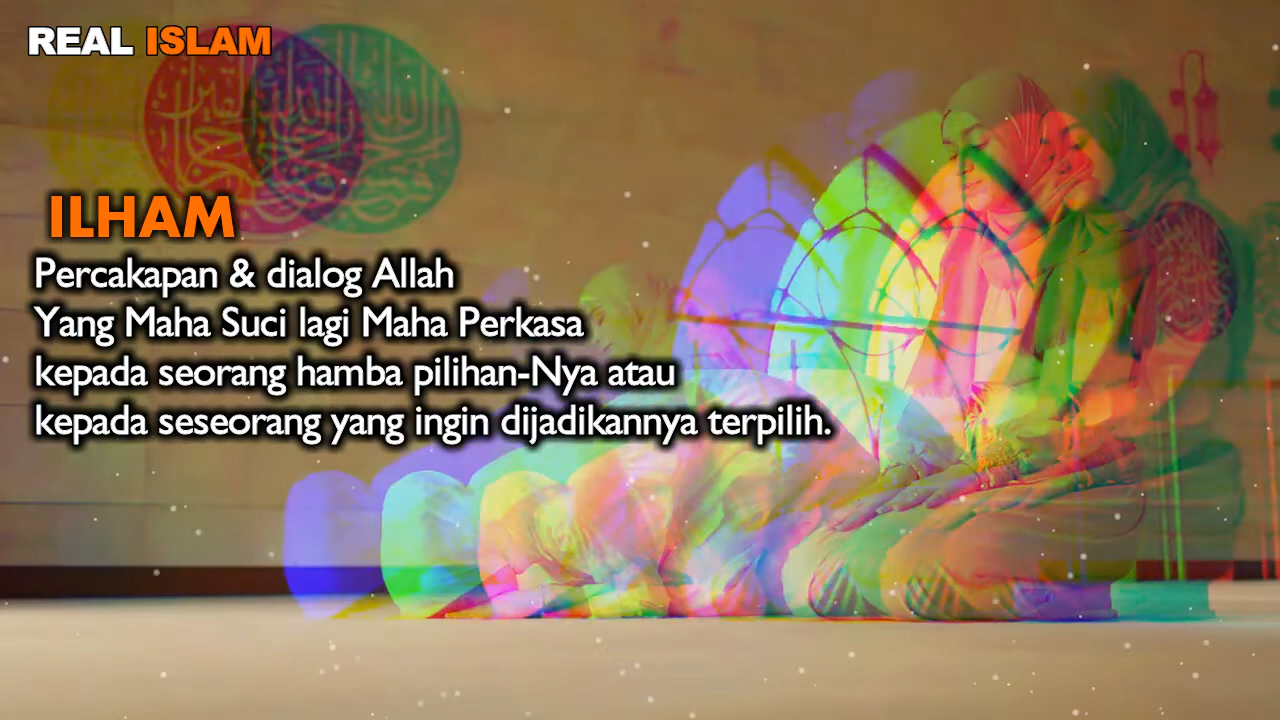 REAL ISLAM
ILHAM
Percakapan & dialog Allah
Yang Maha Suci lagi Maha Perkasa
kepada seorang hamba pilihan-Nya atau
kepada seseorang yang ingin dijadikannya terpilih.